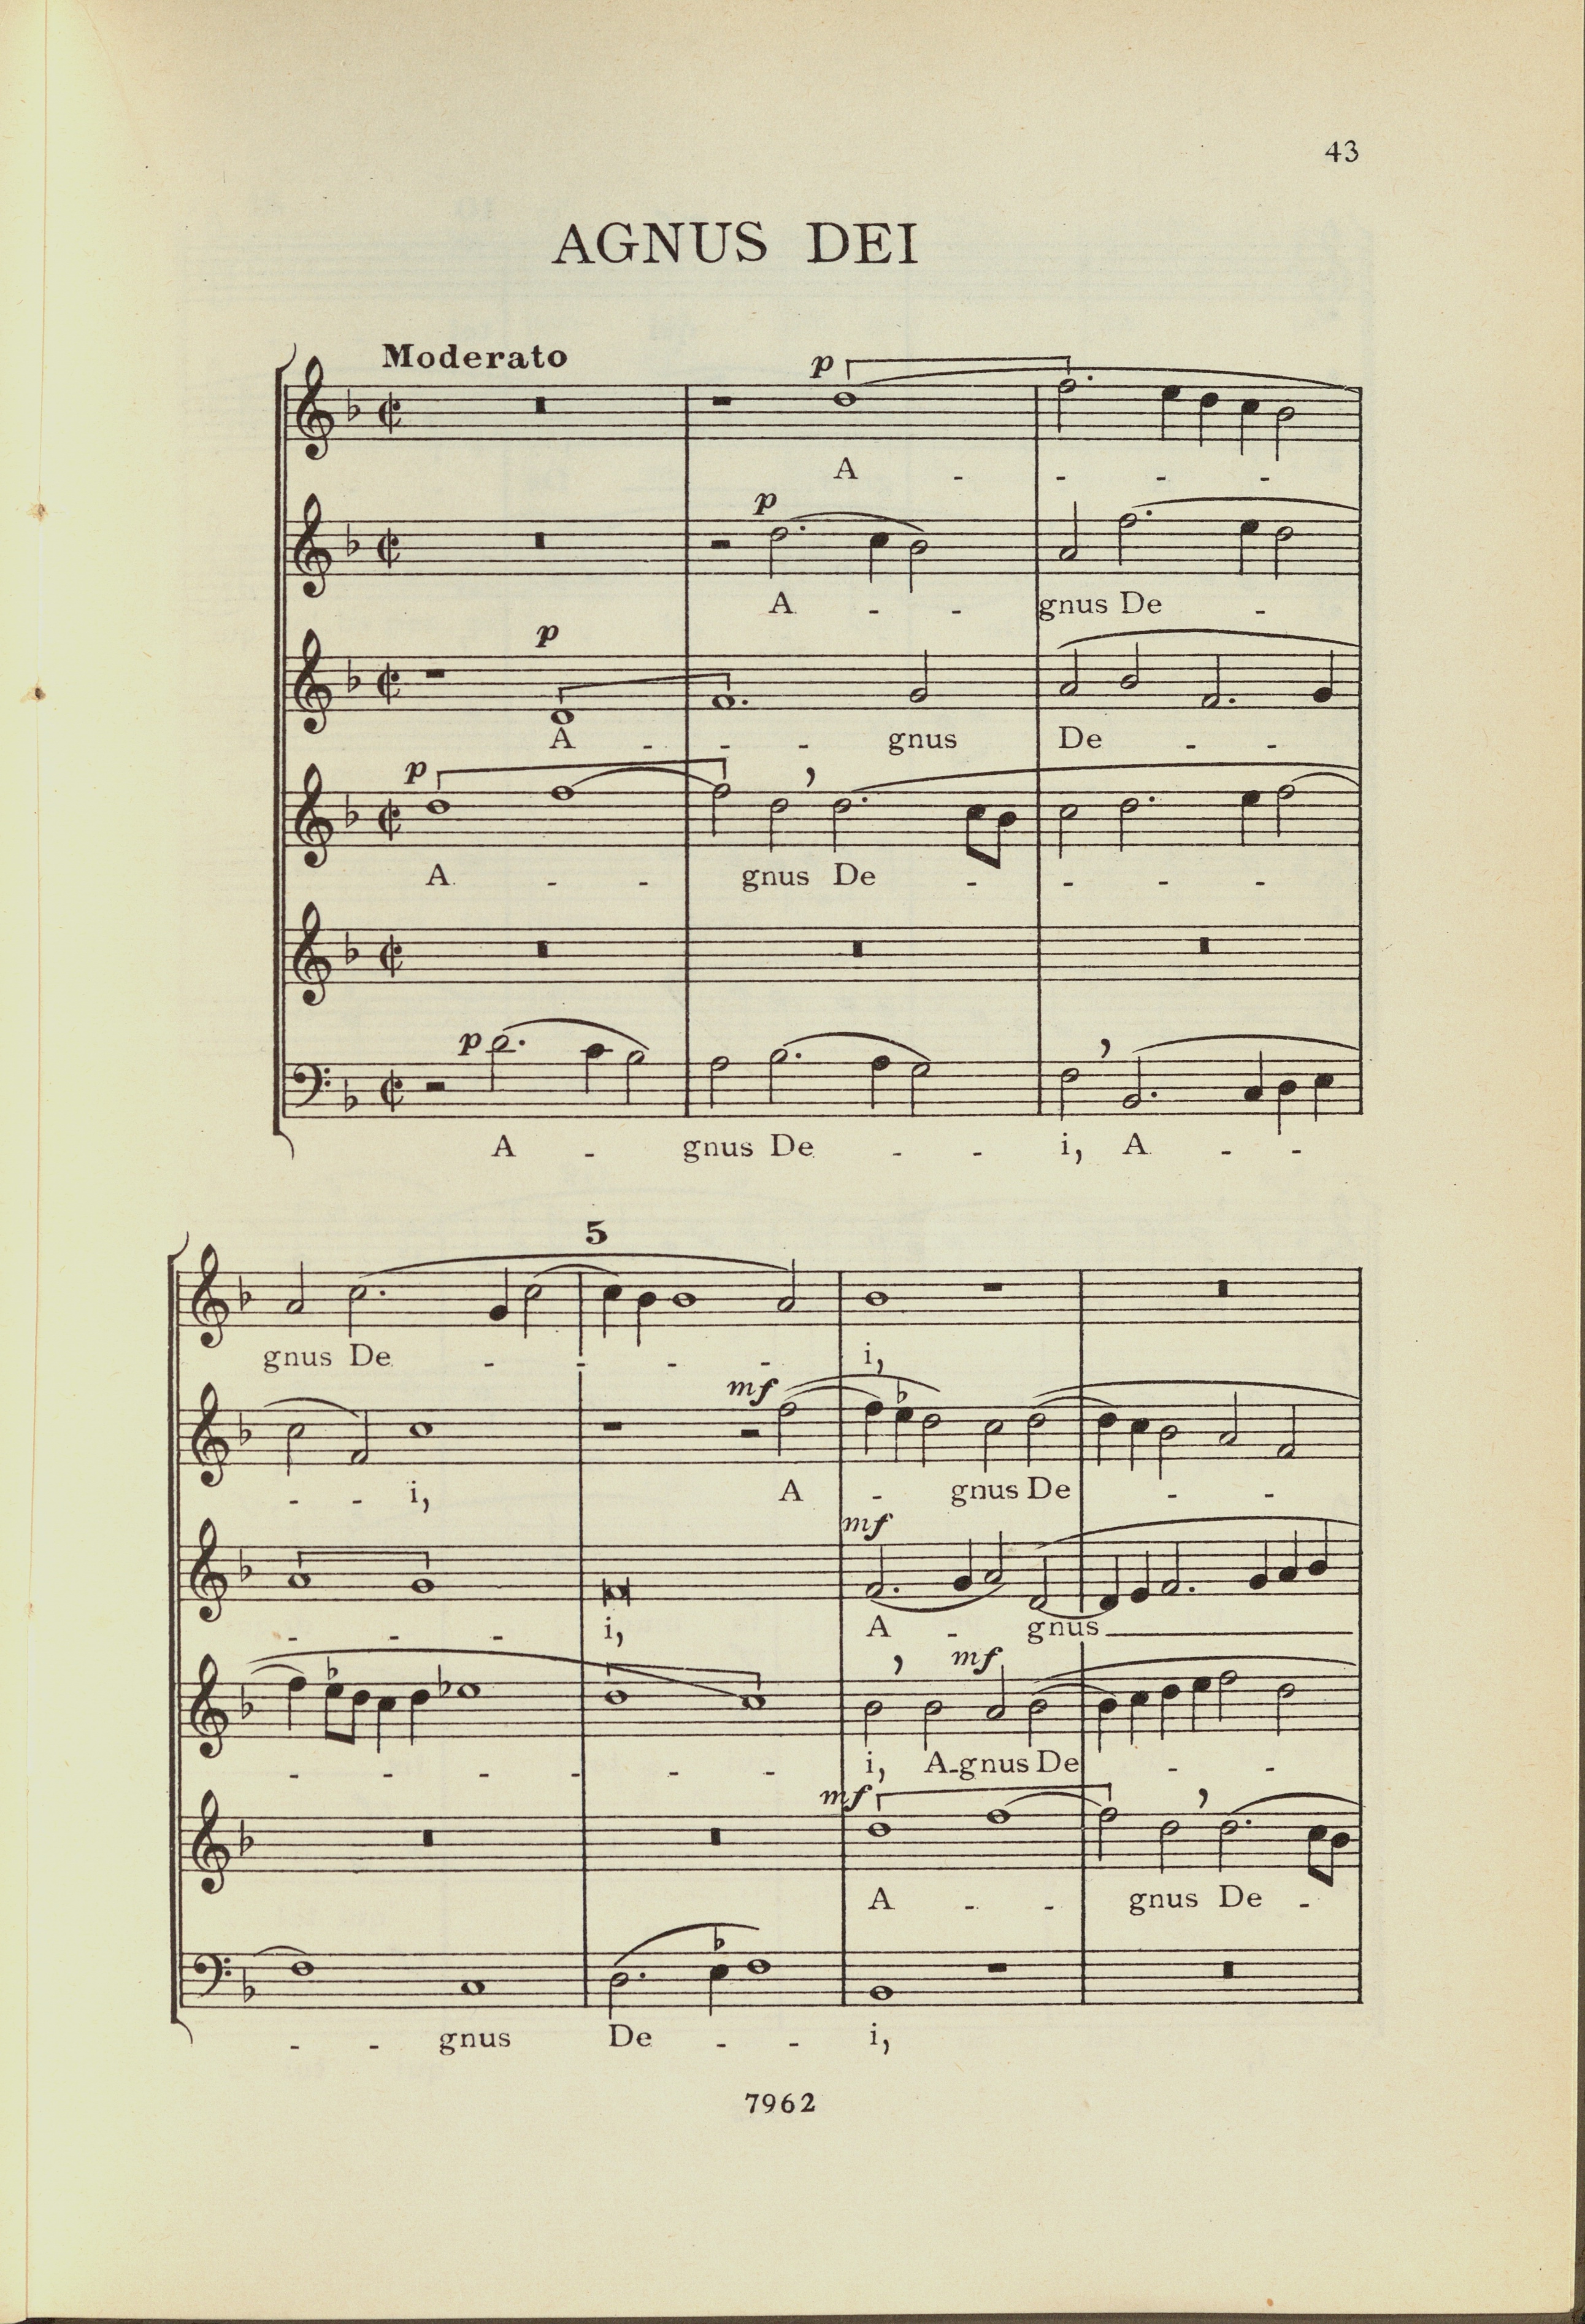 43
AGNUS DEI
Moderato
p
A - - - -
p
A - - gnus De -
p
A - - - gnus De - -
p
A - - gnus De - - - -
p
A - gnus De - - i, A - -
5
gnus De - - - - i,
mf
- - i, A - gnus De - -
mf
- - - i, A - gnus
mf
- - - - - - i, A-gnus De - -
mf
A - - gnus De -
- - gnus De - - i,
7962